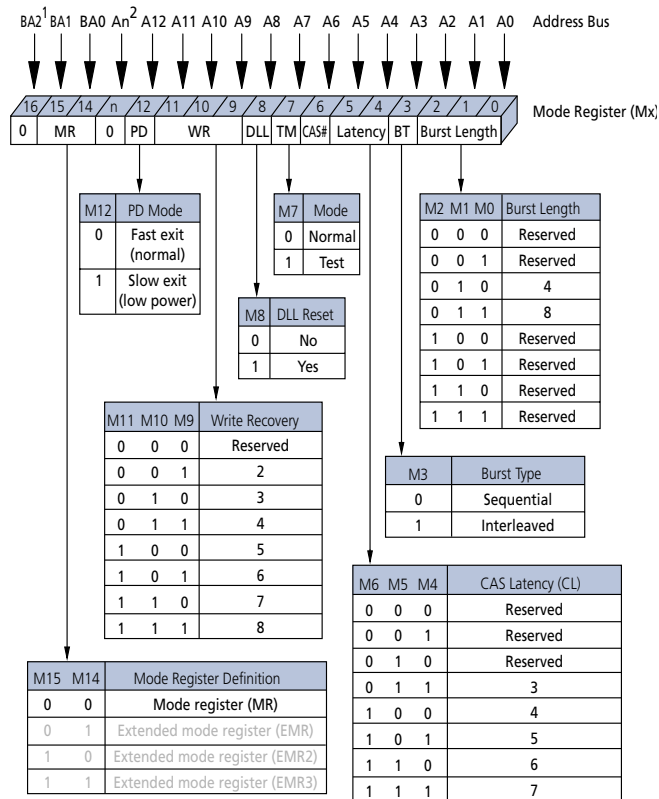 BA2¹ BA1 BA0 An² A12 A11 A10 A9 A8 A7 A6 A5 A4 A3 A2 A1 A0 Address Bus
16 15 14 n 12 11 10 9 8 7 6 5 4 3 2 1 0
Mode Register (Mx)
0 MR 0 PD WR DLL TM CAS# Latency BT Burst Length
M12 PD Mode
0 Fast exit
(normal)
1 Slow exit
(low power)
M7 Mode
0 Normal
1 Test
M2 M1 M0 Burst Length
0 0 0 Reserved
0 0 1 Reserved
0 1 0 4
0 1 1 8
1 0 0 Reserved
1 0 1 Reserved
1 1 0 Reserved
1 1 1 Reserved
M8 DLL Reset
0 No
1 Yes
M11 M10 M9 Write Recovery
0 0 0 Reserved
0 0 1 2
0 1 0 3
0 1 1 4
1 0 0 5
1 0 1 6
1 1 0 7
1 1 1 8
M3 Burst Type
0 Sequential
1 Interleaved
M6 M5 M4 CAS Latency (CL)
0 0 0 Reserved
0 0 1 Reserved
0 1 0 Reserved
0 1 1 3
1 0 0 4
1 0 1 5
1 1 0 6
1 1 1 7
M15 M14 Mode Register Definition
0 0 Mode register (MR)
0 1 Extended mode register (EMR)
1 0 Extended mode register (EMR2)
1 1 Extended mode register (EMR3)